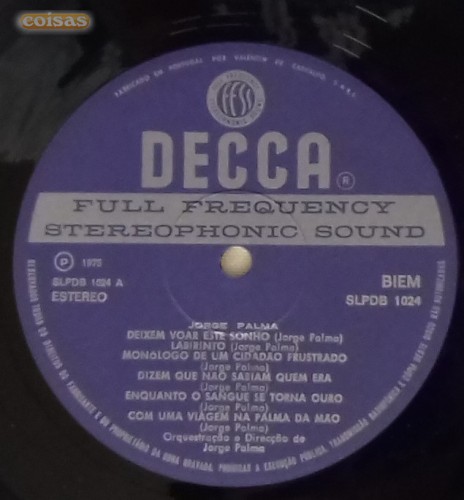 coisas
FABRICADO EM PORTUGAL POR VALENTIM DE CARVALHO, C.I.
FFSS
DECCA
®
FULL FREQUENCY
STEREOPHONIC SOUND
Ⓟ 1975
SLPDB 1024 A
ESTEREO
BIEM
SLPDB 1024
JORGE PALMA
DEIXEM VOAR ESTE SONHO (Jorge Palma)
LABIRINTO (Jorge Palma)
MONÓLOGO DE UM CIDADÃO FRUSTRADO
(Jorge Palma)
DIZEM QUE NÃO SABIAM QUEM ERA
(Jorge Palma)
ENQUANTO O SANGUE SE TORNA OURO
(Jorge Palma)
COM UMA VIAGEM NA PALMA DA MÃO
(Jorge Palma)
Orquestração e Direcção de
Jorge Palma
RESERVADOS TODOS OS DIREITOS DO FABRICANTE E DO PROPRIETÁRIO DA OBRA GRAVADA. PROIBIDAS A EXECUÇÃO PÚBLICA, TRANSMISSÃO RADIOFÓNICA E CÓPIA DESTE DISCO